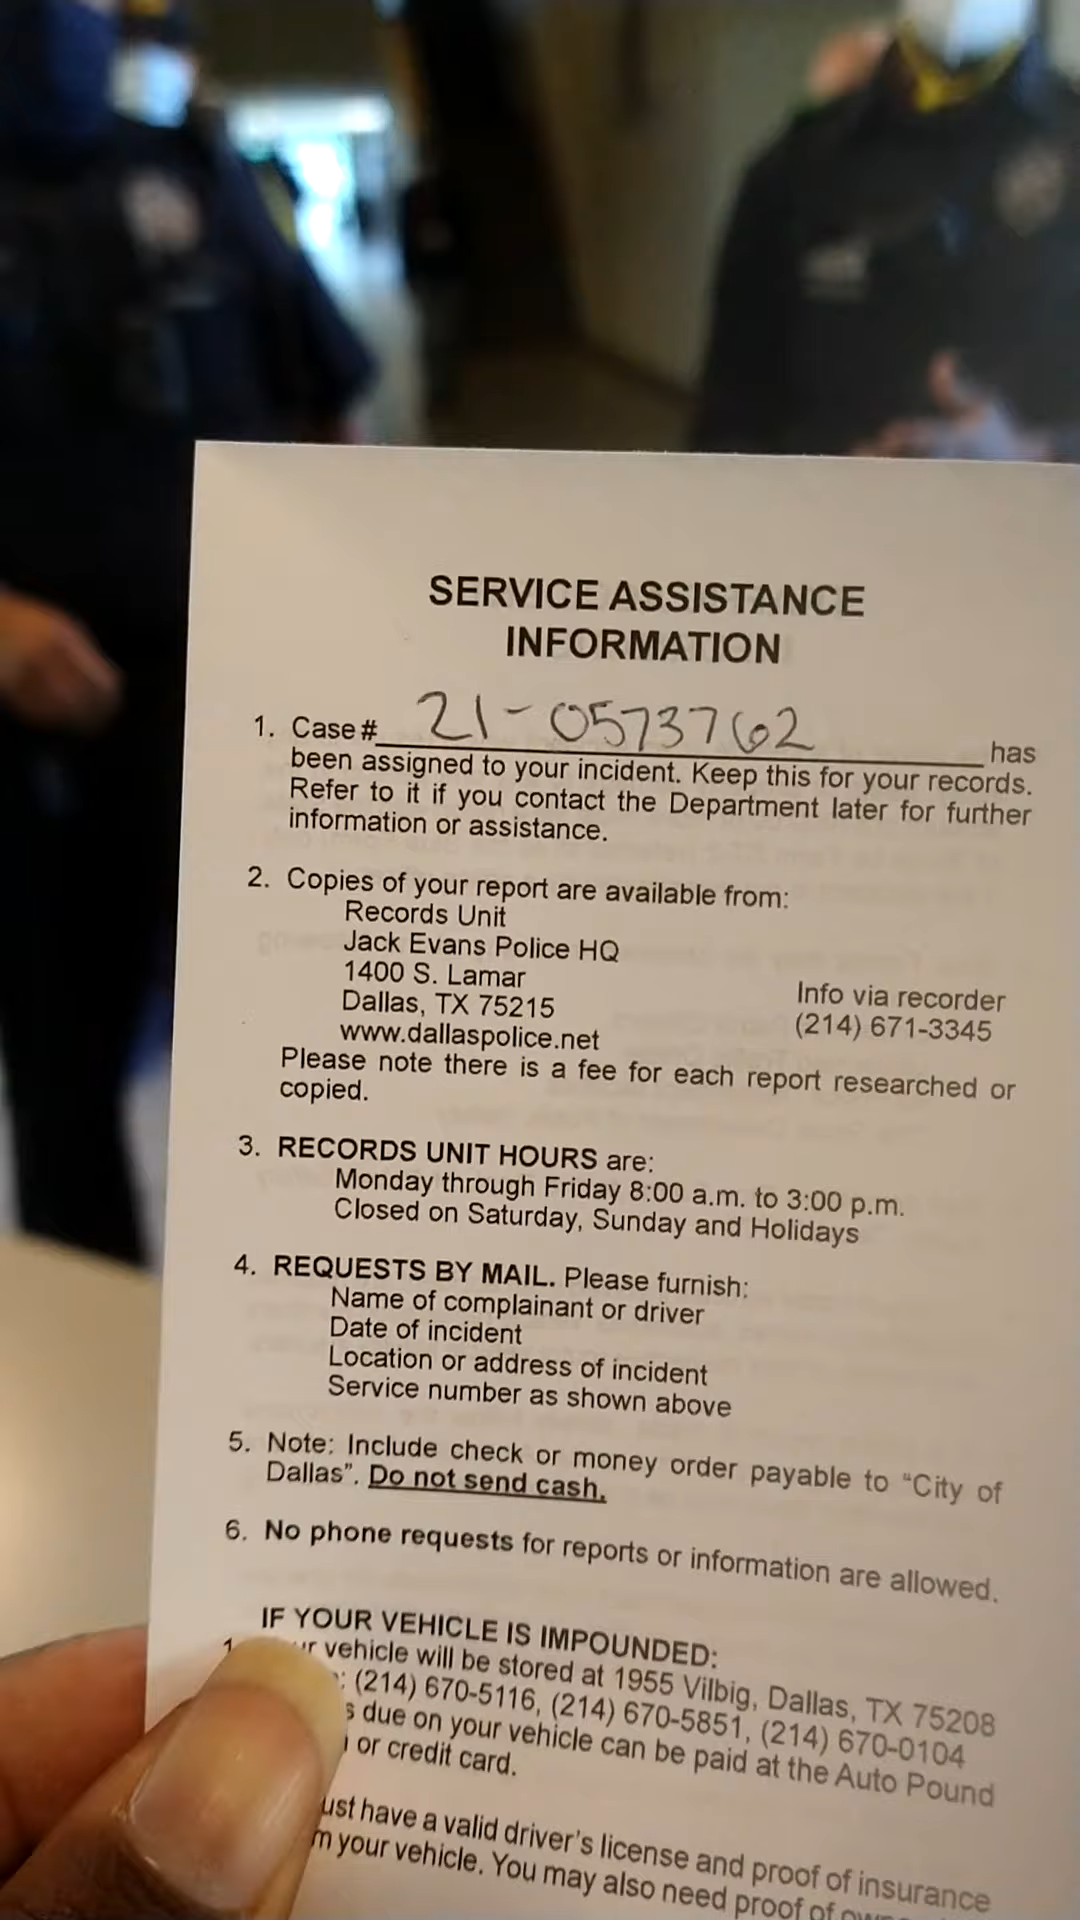 SERVICE ASSISTANCE
INFORMATION
1. Case # 21-0573762 has
been assigned to your incident. Keep this for your records.
Refer to it if you contact the Department later for further
information or assistance.
2. Copies of your report are available from:
Records Unit
Jack Evans Police HQ
1400 S. Lamar
Dallas, TX 75215
www.dallaspolice.net
Info via recorder
(214) 671-3345
Please note there is a fee for each report researched or
copied.
3. RECORDS UNIT HOURS are:
Monday through Friday 8:00 a.m. to 3:00 p.m.
Closed on Saturday, Sunday and Holidays
4. REQUESTS BY MAIL. Please furnish:
Name of complainant or driver
Date of incident
Location or address of incident
Service number as shown above
5. Note: Include check or money order payable to “City of
Dallas”. Do not send cash.
6. No phone requests for reports or information are allowed.
IF YOUR VEHICLE IS IMPOUNDED:
vehicle will be stored at 1955 Vilbig, Dallas, TX 75208
(214) 670-5116, (214) 670-5851, (214) 670-0104
due on your vehicle can be paid at the Auto Pound
or credit card.
have a valid driver’s license and proof of insurance
your vehicle. You may also need proof of